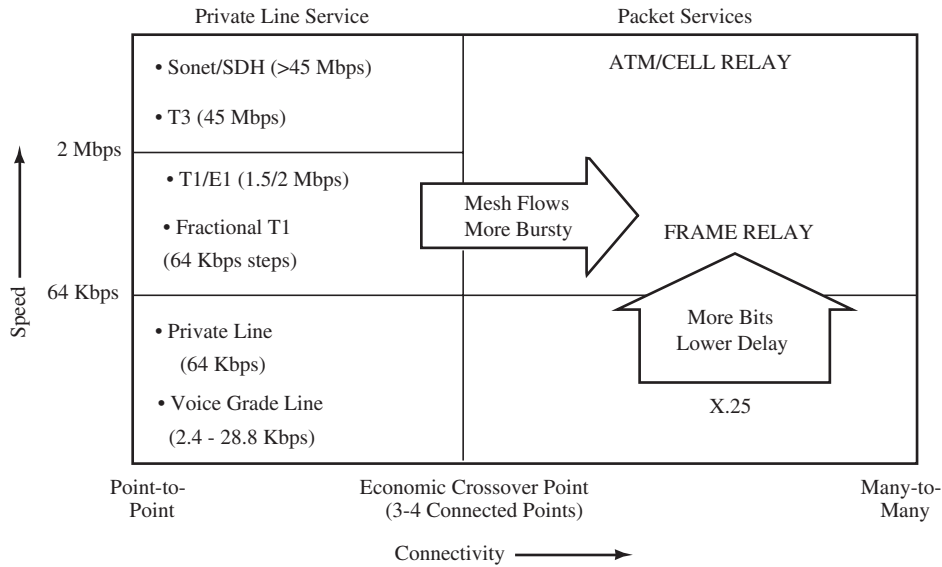 Private Line Service
Packet Services
• Sonet/SDH (>45 Mbps)
• T3 (45 Mbps)
ATM/CELL RELAY
2 Mbps
• T1/E1 (1.5/2 Mbps)
• Fractional T1
(64 Kbps steps)
Mesh Flows
More Bursty
FRAME RELAY
64 Kbps
Speed
• Private Line
(64 Kbps)
• Voice Grade Line
(2.4 - 28.8 Kbps)
More Bits
Lower Delay
X.25
Point-to-
Point
Economic Crossover Point
(3-4 Connected Points)
Many-to-
Many
Connectivity